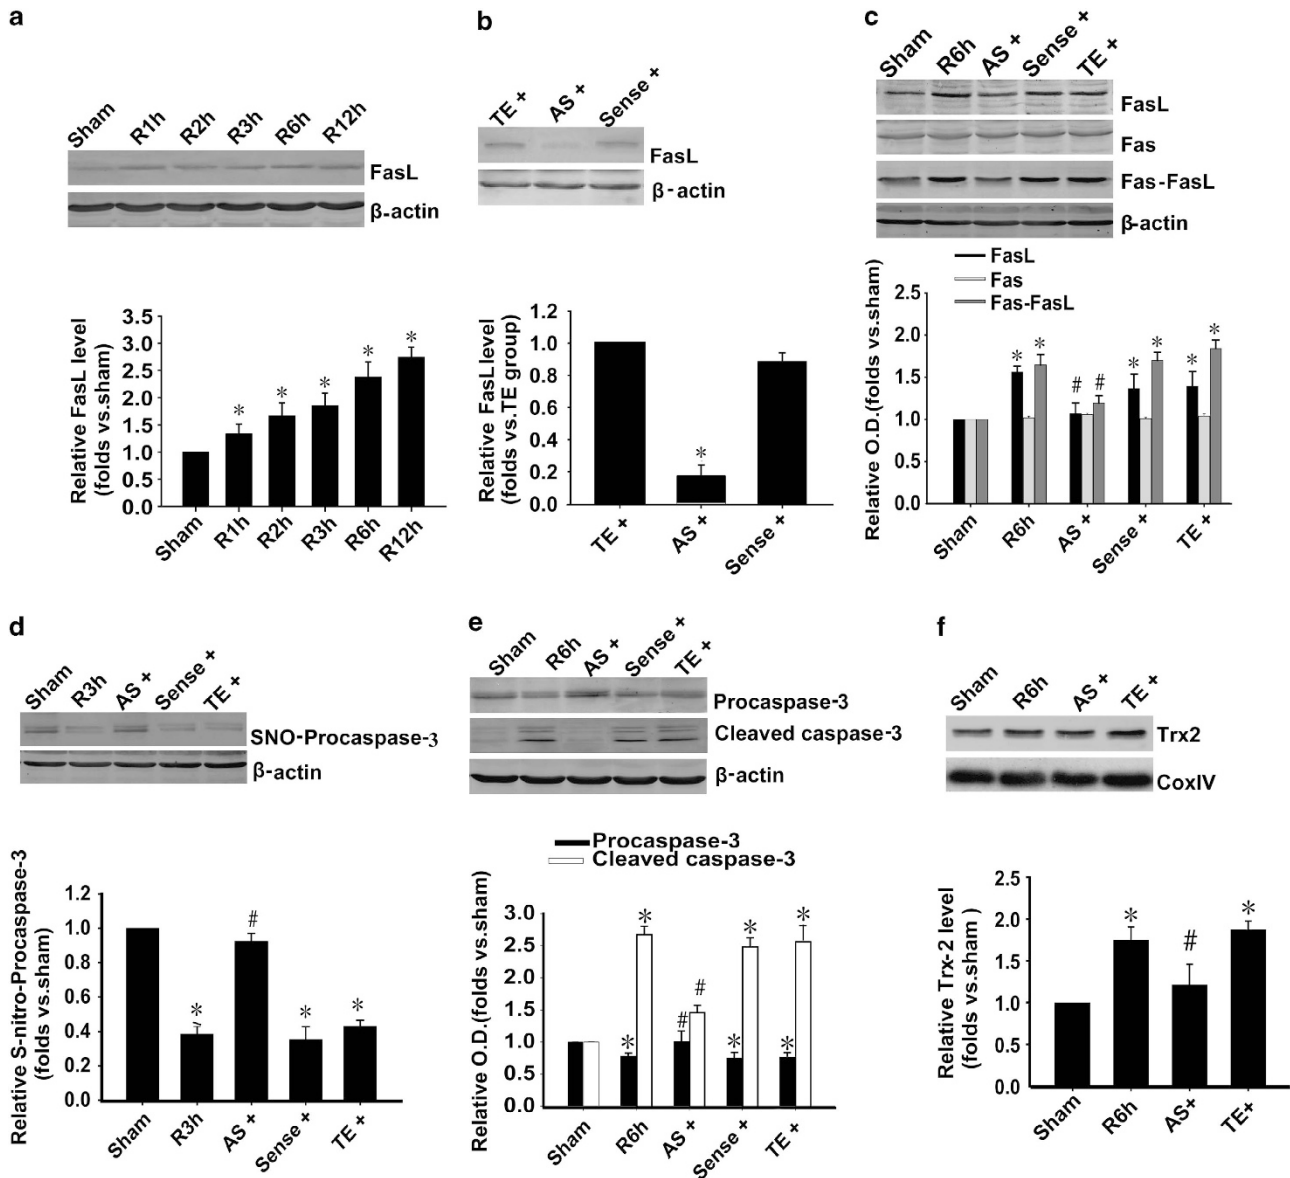 a
Sham R1h R2h R3h R6h R12h
FasL
β-actin
Relative FasL level
(folds vs.sham)
3.5
3.0
2.5
2.0
1.5
1.0
0.5
0.0
* * * * *
Sham R1h R2h R3h R6h R12h
b
TE + AS + Sense +
FasL
β-actin
Relative FasL level
(folds vs.TE group)
1.2
1.0
0.8
0.6
0.4
0.2
0.0
*
TE + AS + Sense +
c
Sham R6h AS + Sense + TE +
FasL
Fas
Fas-FasL
β-actin
FasL
Fas
Fas-FasL
Relative O.D.(folds vs.sham)
2.5
2.0
1.5
1.0
0.5
0.0
* * # # * * * *
Sham R6h AS + Sense + TE +
d
Sham R3h AS + Sense + TE +
SNO-Procaspase-3
β-actin
Relative S-nitro-Procaspase-3
(folds vs.sham)
1.2
1.0
0.8
0.6
0.4
0.2
0.0
* # * *
Sham R3h AS + Sense + TE +
e
Sham R6h AS + Sense + TE +
Procaspase-3
Cleaved caspase-3
β-actin
Procaspase-3
Cleaved caspase-3
Relative O.D.(folds vs.sham)
3.0
2.5
2.0
1.5
1.0
0.5
0.0
* * # # * * * *
Sham R6h AS + Sense + TE +
f
Sham R6h AS + TE +
Trx2
CoxIV
Relative Trx-2 level
(folds vs.sham )
2.5
2.0
1.5
1.0
0.5
0.0
* # *
Sham R6h AS+ TE+